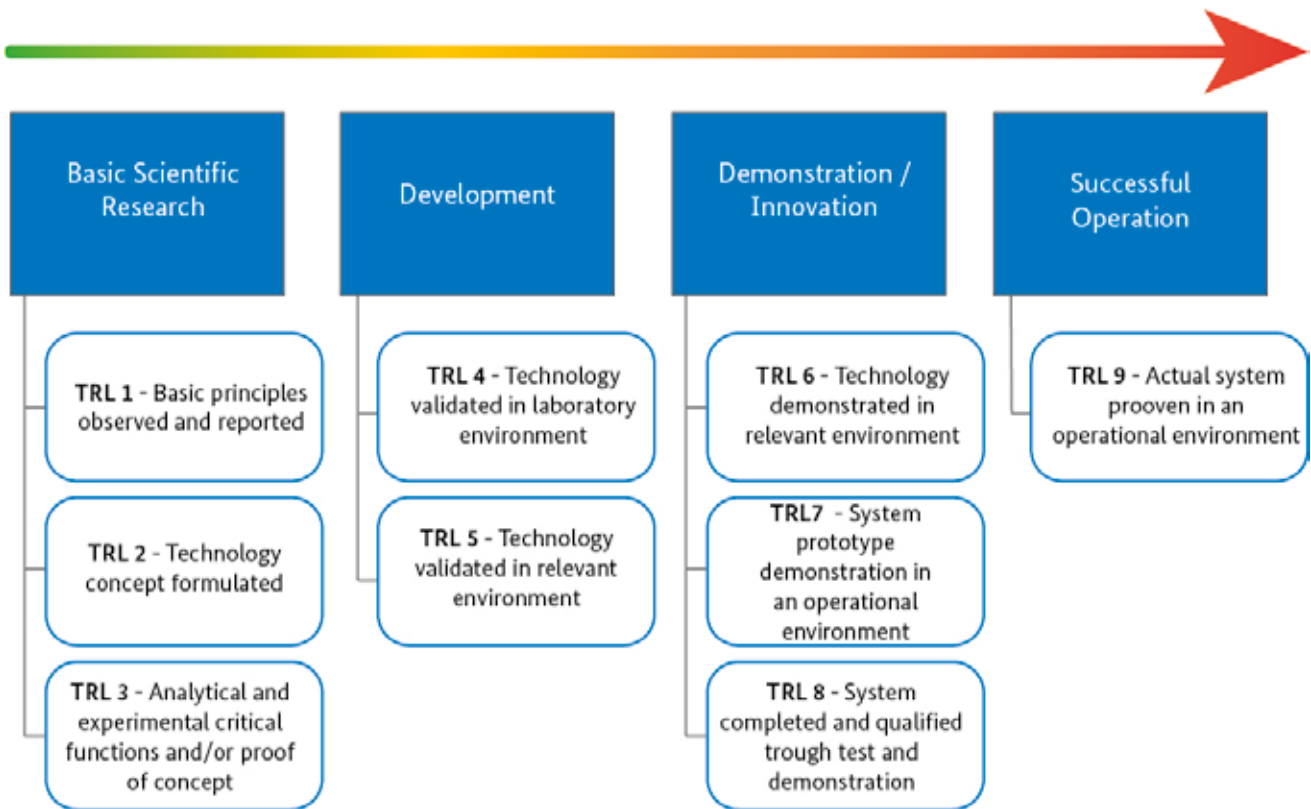 Basic Scientific
Research
TRL 1 - Basic principles
observed and reported
TRL 2 - Technology
concept formulated
TRL 3 - Analytical and
experimental critical
functions and/or proof
of concept
Development
TRL 4 - Technology
validated in laboratory
environment
TRL 5 - Technology
validated in relevant
environment
Demonstration /
Innovation
TRL 6 - Technology
demonstrated in
relevant environment
TRL7 - System
prototype
demonstration in
an operational
environment
TRL 8 - System
completed and qualified
trough test and
demonstration
Successful
Operation
TRL 9 - Actual system
prooven in an
operational environment